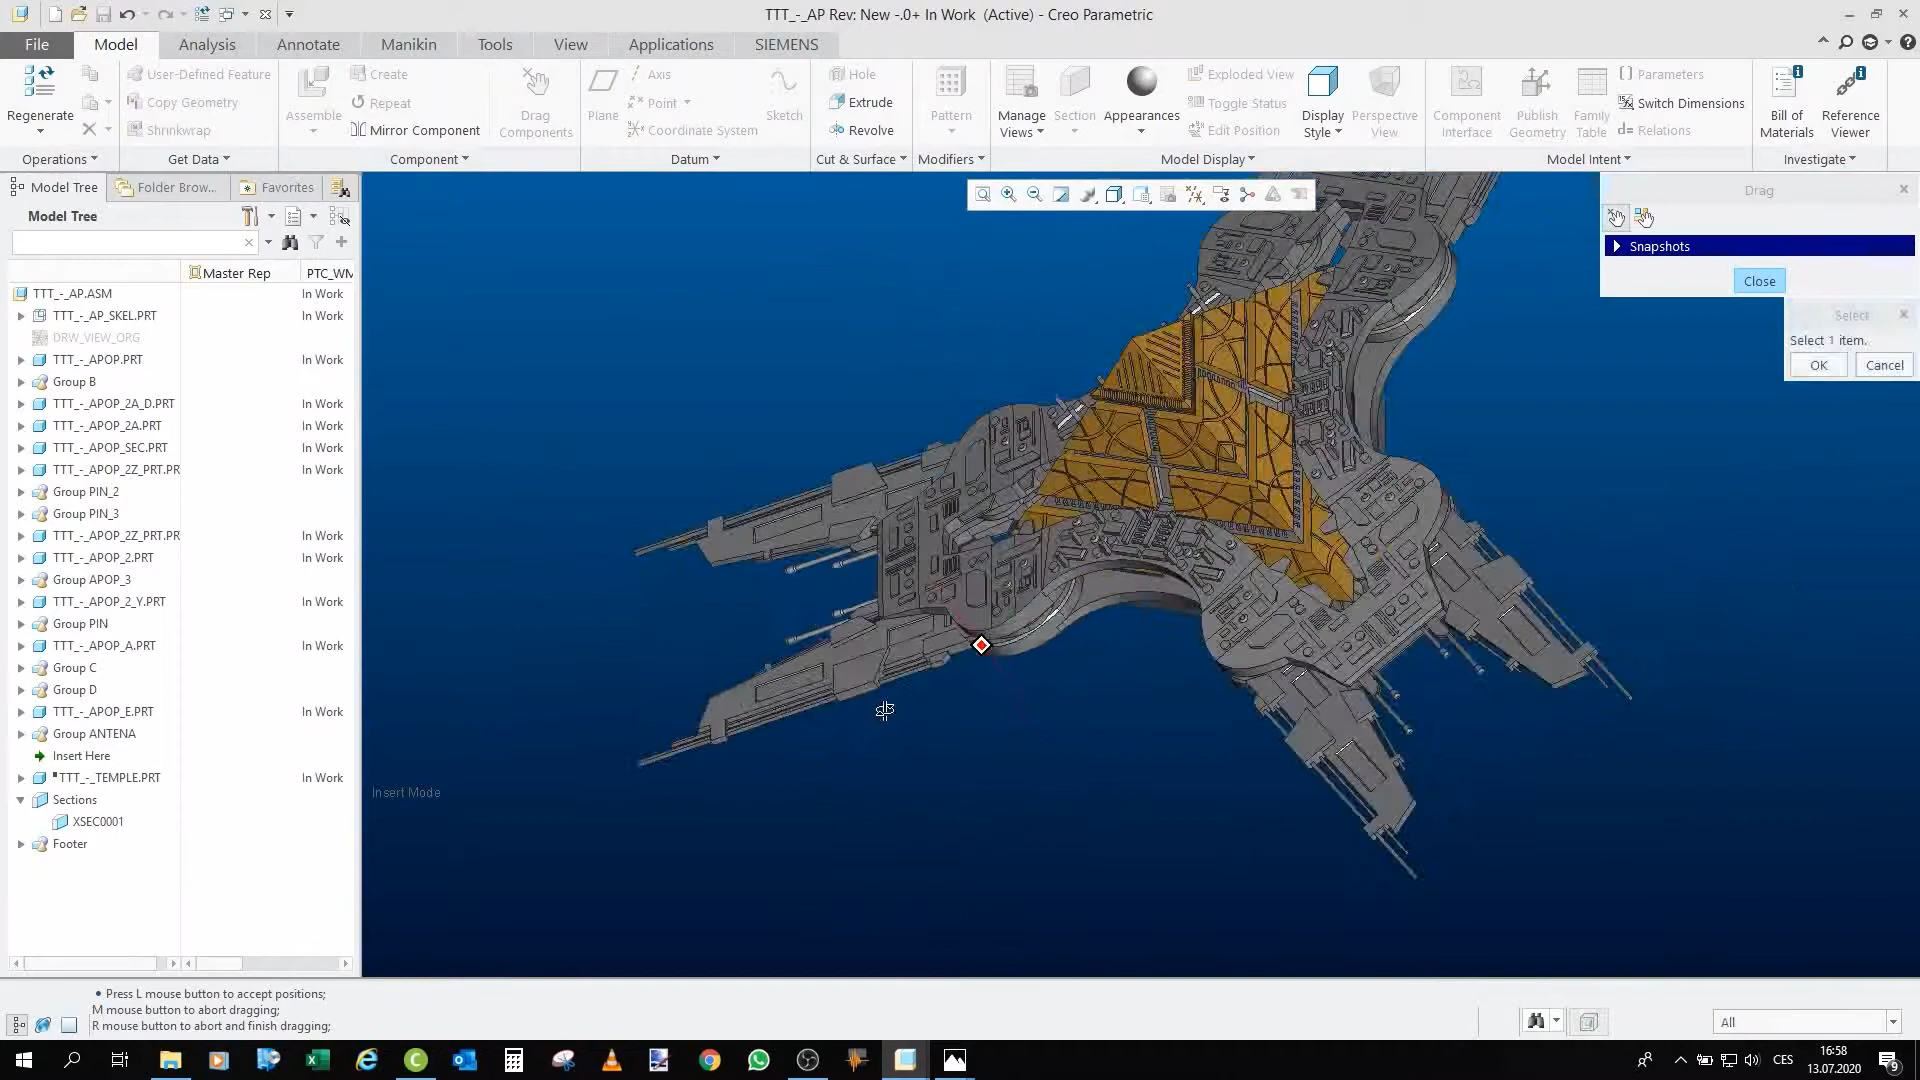 TTT_-_AP Rev: New -.0+ In Work (Active) - Creo Parametric
File Model Analysis Annotate Manikin Tools View Applications SIEMENS
Regenerate
User-Defined Feature
Copy Geometry
Shrinkwrap
Assemble
Create
Repeat
Mirror Component
Drag
Components
Plane
Axis
Point
Coordinate System
Sketch
Hole
Extrude
Revolve
Pattern
Manage
Views
Section
Appearances
Exploded View
Toggle Status
Edit Position
Display
Style
Perspective
View
Component
Interface
Publish
Geometry
Family
Table
Parameters
Switch Dimensions
Relations
Bill of
Materials
Reference
Viewer
Operations Get Data Component Datum Cut & Surface Modifiers Model Display Model Intent Investigate
Model Tree Folder Brow... Favorites
Model Tree
Master Rep PTC_WM
TTT_-_AP.ASM In Work
TTT_-_AP_SKEL.PRT In Work
DRW_VIEW_ORG
TTT_-_APOP.PRT In Work
Group B
TTT_-_APOP_2A_D.PRT In Work
TTT_-_APOP_2A.PRT In Work
TTT_-_APOP_SEC.PRT In Work
TTT_-_APOP_2Z_PRT.PR In Work
Group PIN_2
Group PIN_3
TTT_-_APOP_2Z_PRT.PR In Work
TTT_-_APOP_2.PRT In Work
Group APOP_3
TTT_-_APOP_2_Y.PRT In Work
Group PIN
TTT_-_APOP_A.PRT In Work
Group C
Group D
TTT_-_APOP_E.PRT In Work
Group ANTENA
Insert Here
TTT_-_TEMPLE.PRT In Work
Sections
XSEC0001
Footer
Insert Mode
Drag
Snapshots
Close
Select
Select 1 item.
OK Cancel
• Press L mouse button to accept positions;
M mouse button to abort dragging;
R mouse button to abort and finish dragging;
All
CES
16:58
13.07.2020
9